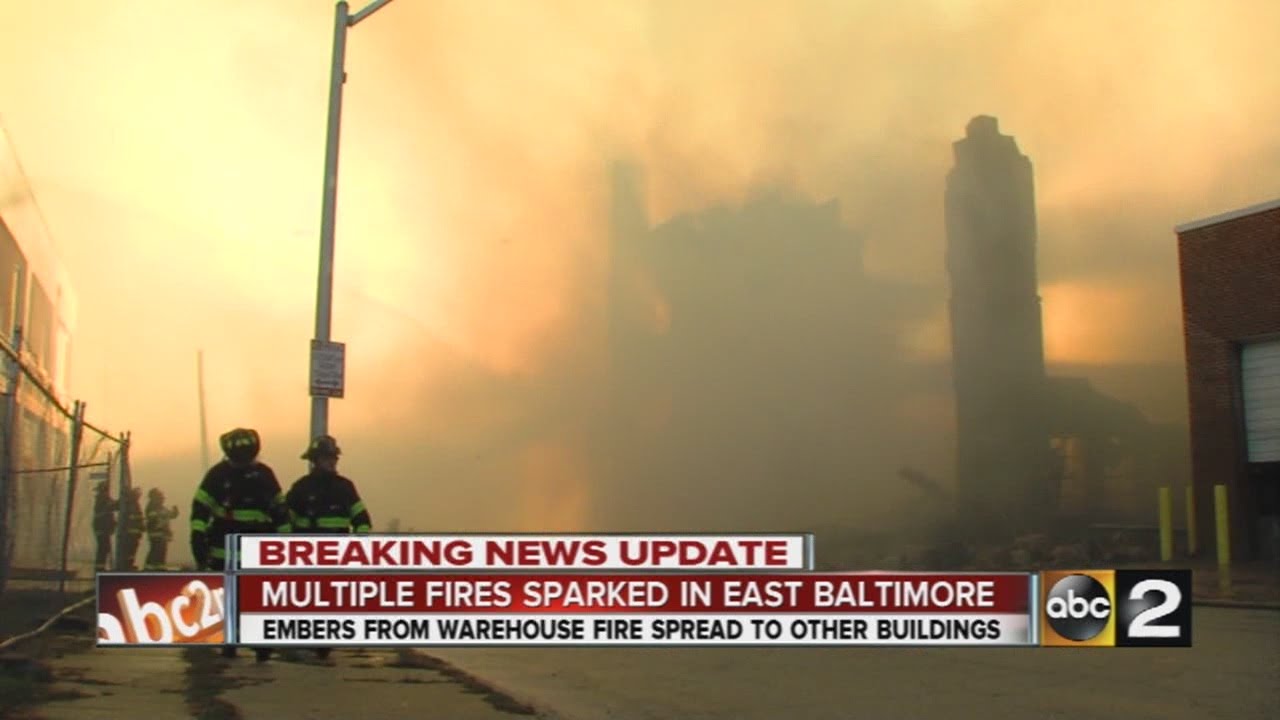 BREAKING NEWS UPDATE
MULTIPLE FIRES SPARKED IN EAST BALTIMORE
EMBERS FROM WAREHOUSE FIRE SPREAD TO OTHER BUILDINGS
abc2
abc 2